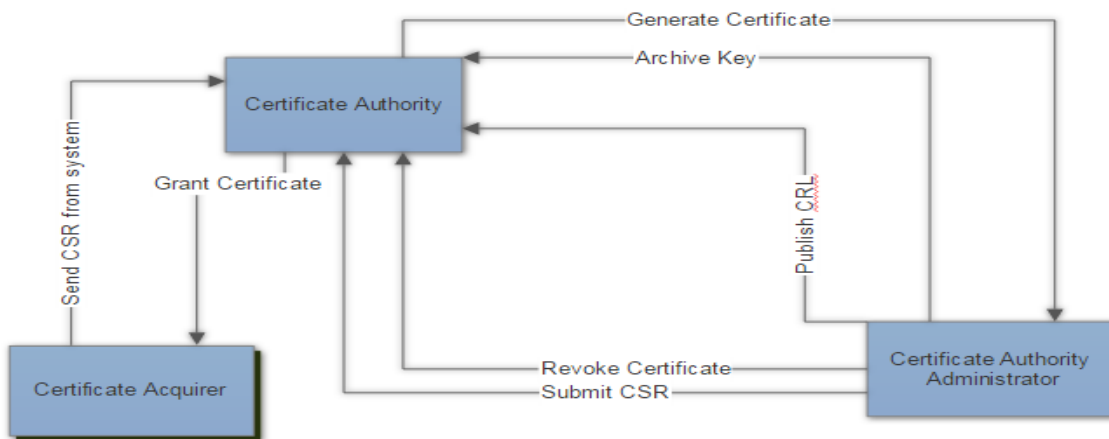 Generate Certificate
Archive Key
Certificate Authority
Send CSR from system
Grant Certificate
Publish CRL
Revoke Certificate
Submit CSR
Certificate Acquirer
Certificate Authority
Administrator